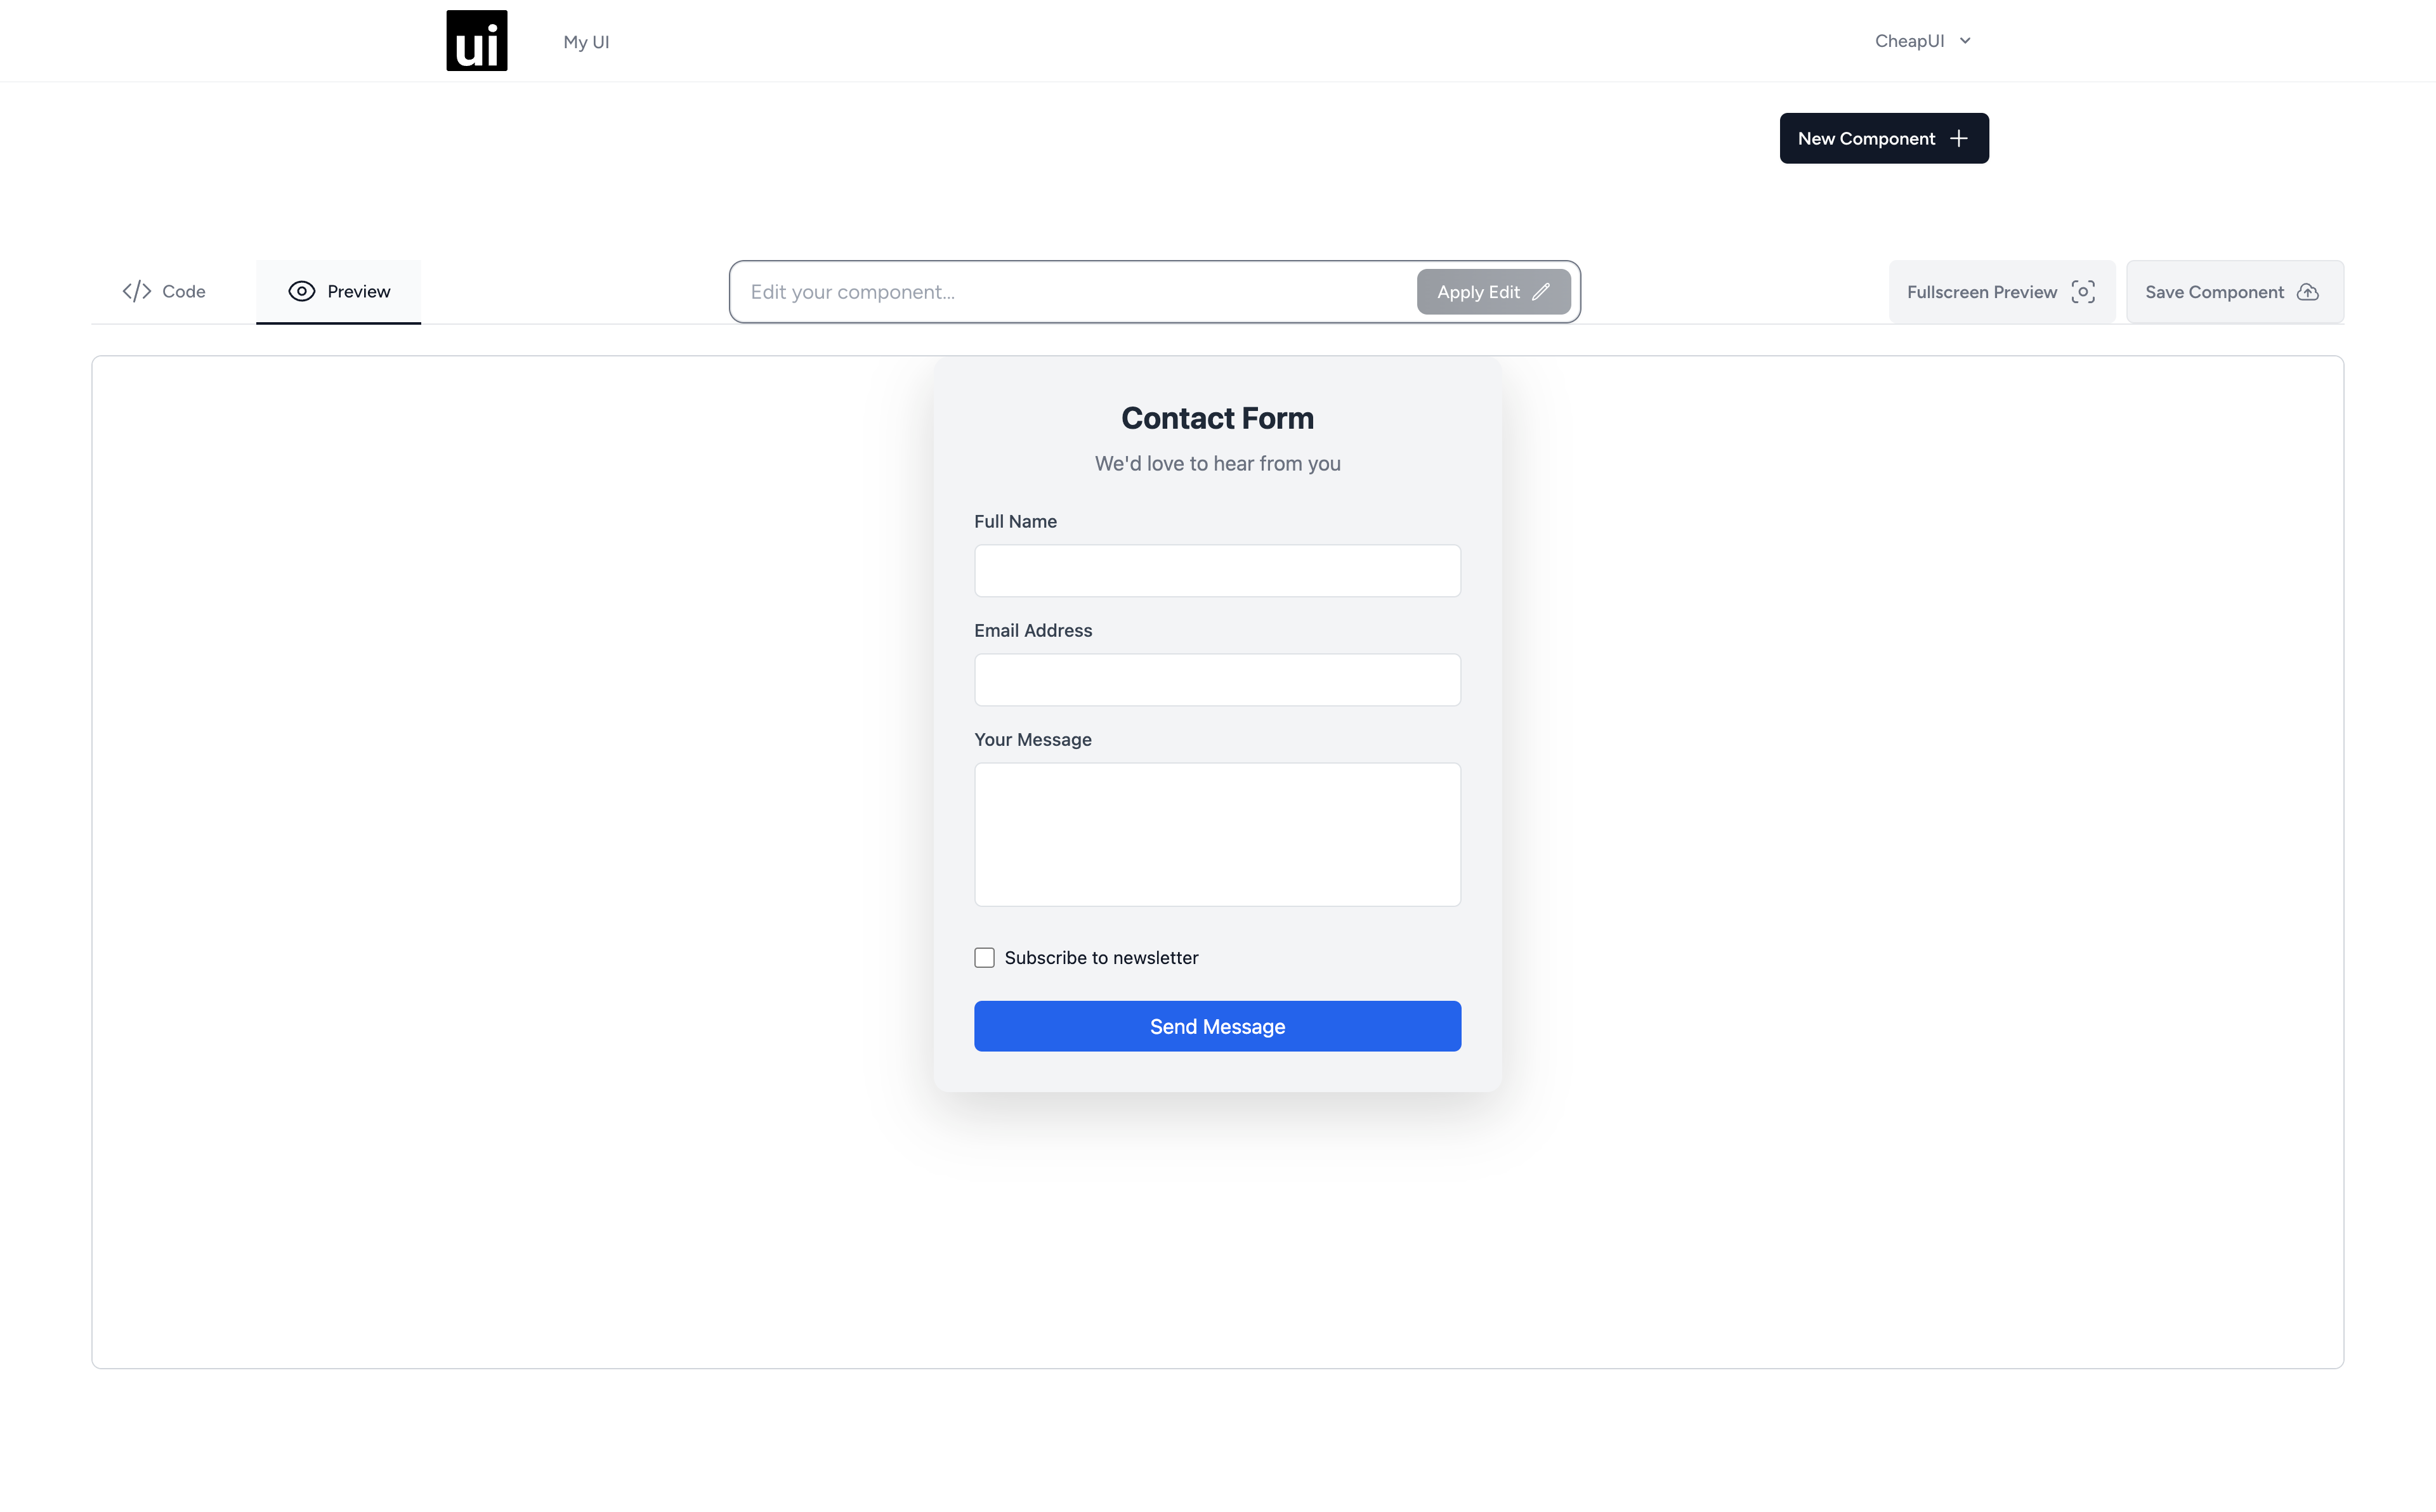 ui
My UI
CheapUI
New Component
Code
Preview
Edit your component...
Apply Edit
Fullscreen Preview
Save Component
Contact Form
We'd love to hear from you
Full Name
Email Address
Your Message
Subscribe to newsletter
Send Message